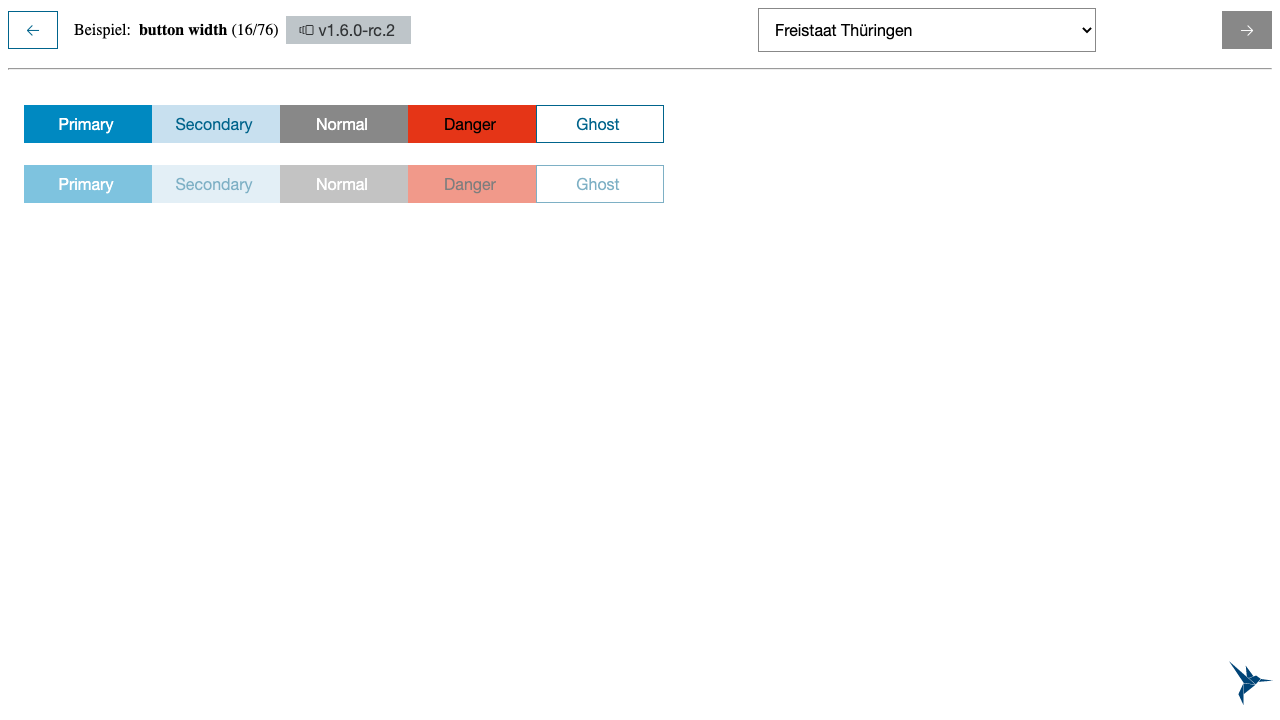 Beispiel: button width (16/76) v1.6.0-rc.2 Freistaat Thüringen
Primary Secondary Normal Danger Ghost
Primary Secondary Normal Danger Ghost